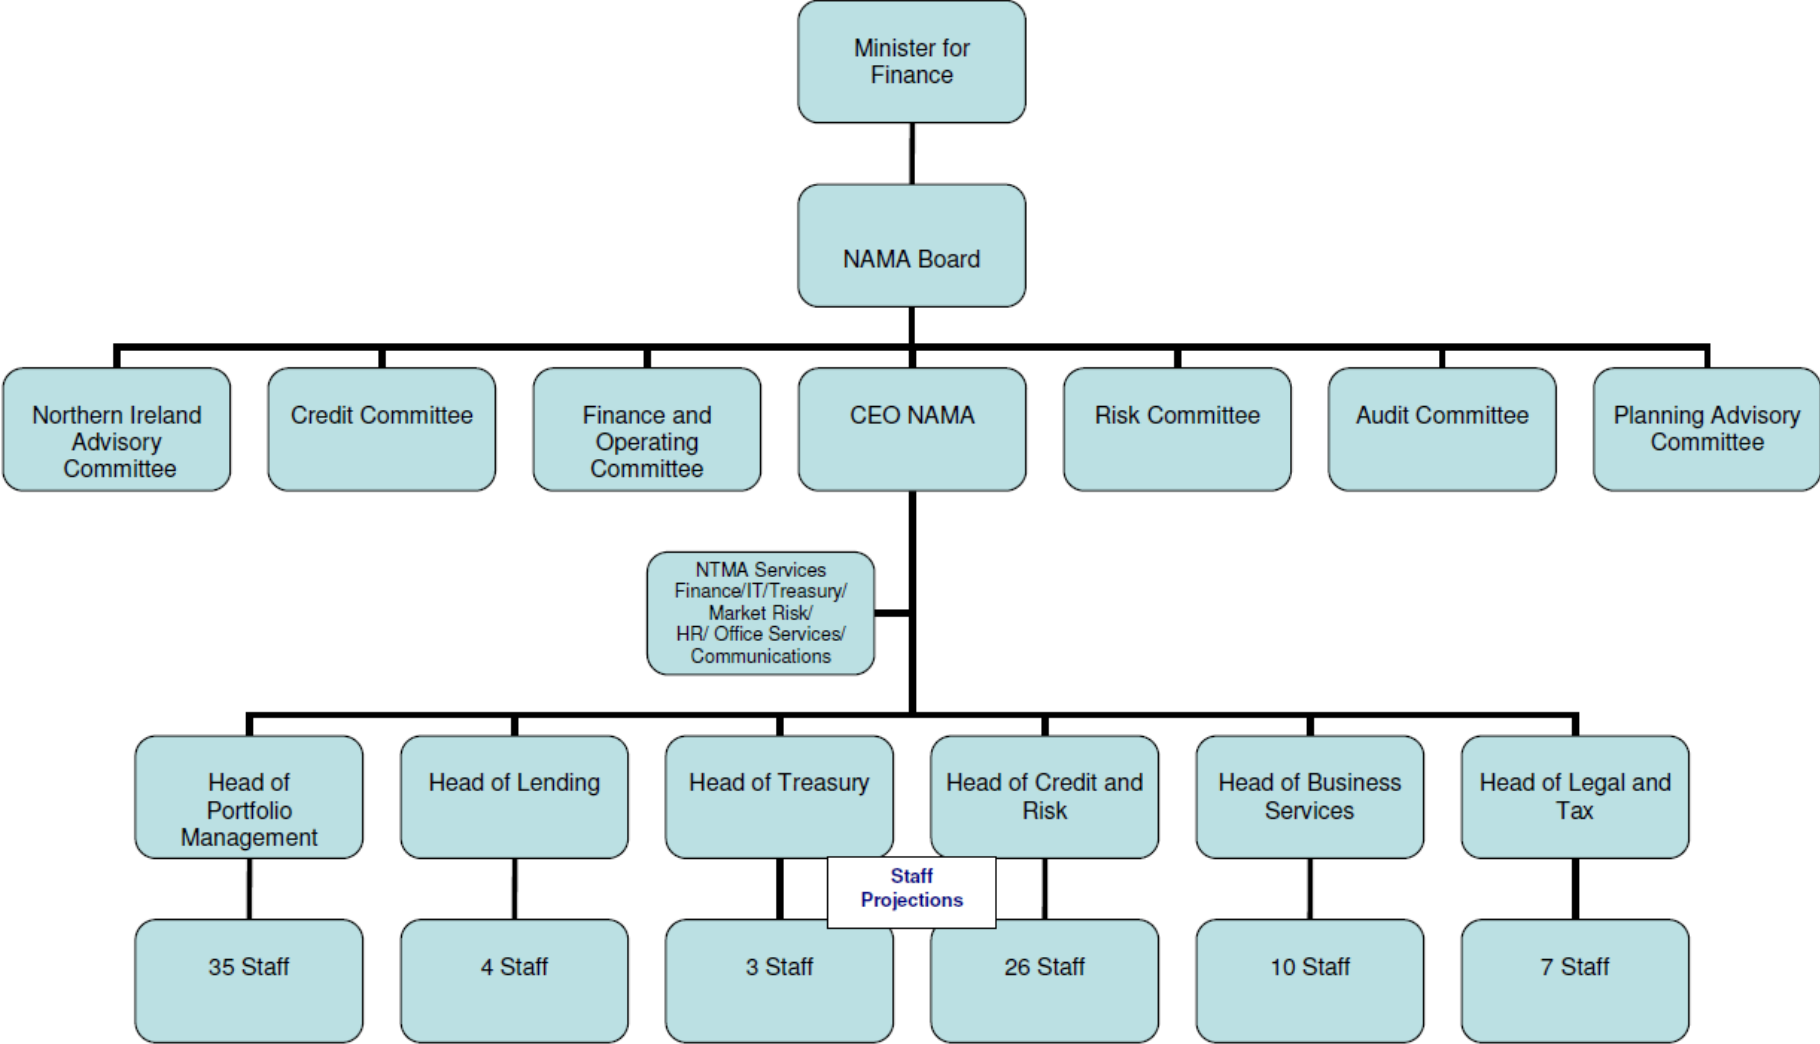 Minister for
Finance
NAMA Board
Northern Ireland
Advisory
Committee
Credit Committee
Finance and
Operating
Committee
CEO NAMA
Risk Committee
Audit Committee
Planning Advisory
Committee
NTMA Services
Finance/IT/Treasury/
Market Risk/
HR/ Office Services/
Communications
Head of
Portfolio
Management
Head of Lending
Head of Treasury
Head of Credit and
Risk
Head of Business
Services
Head of Legal and
Tax
Staff
Projections
35 Staff
4 Staff
3 Staff
26 Staff
10 Staff
7 Staff